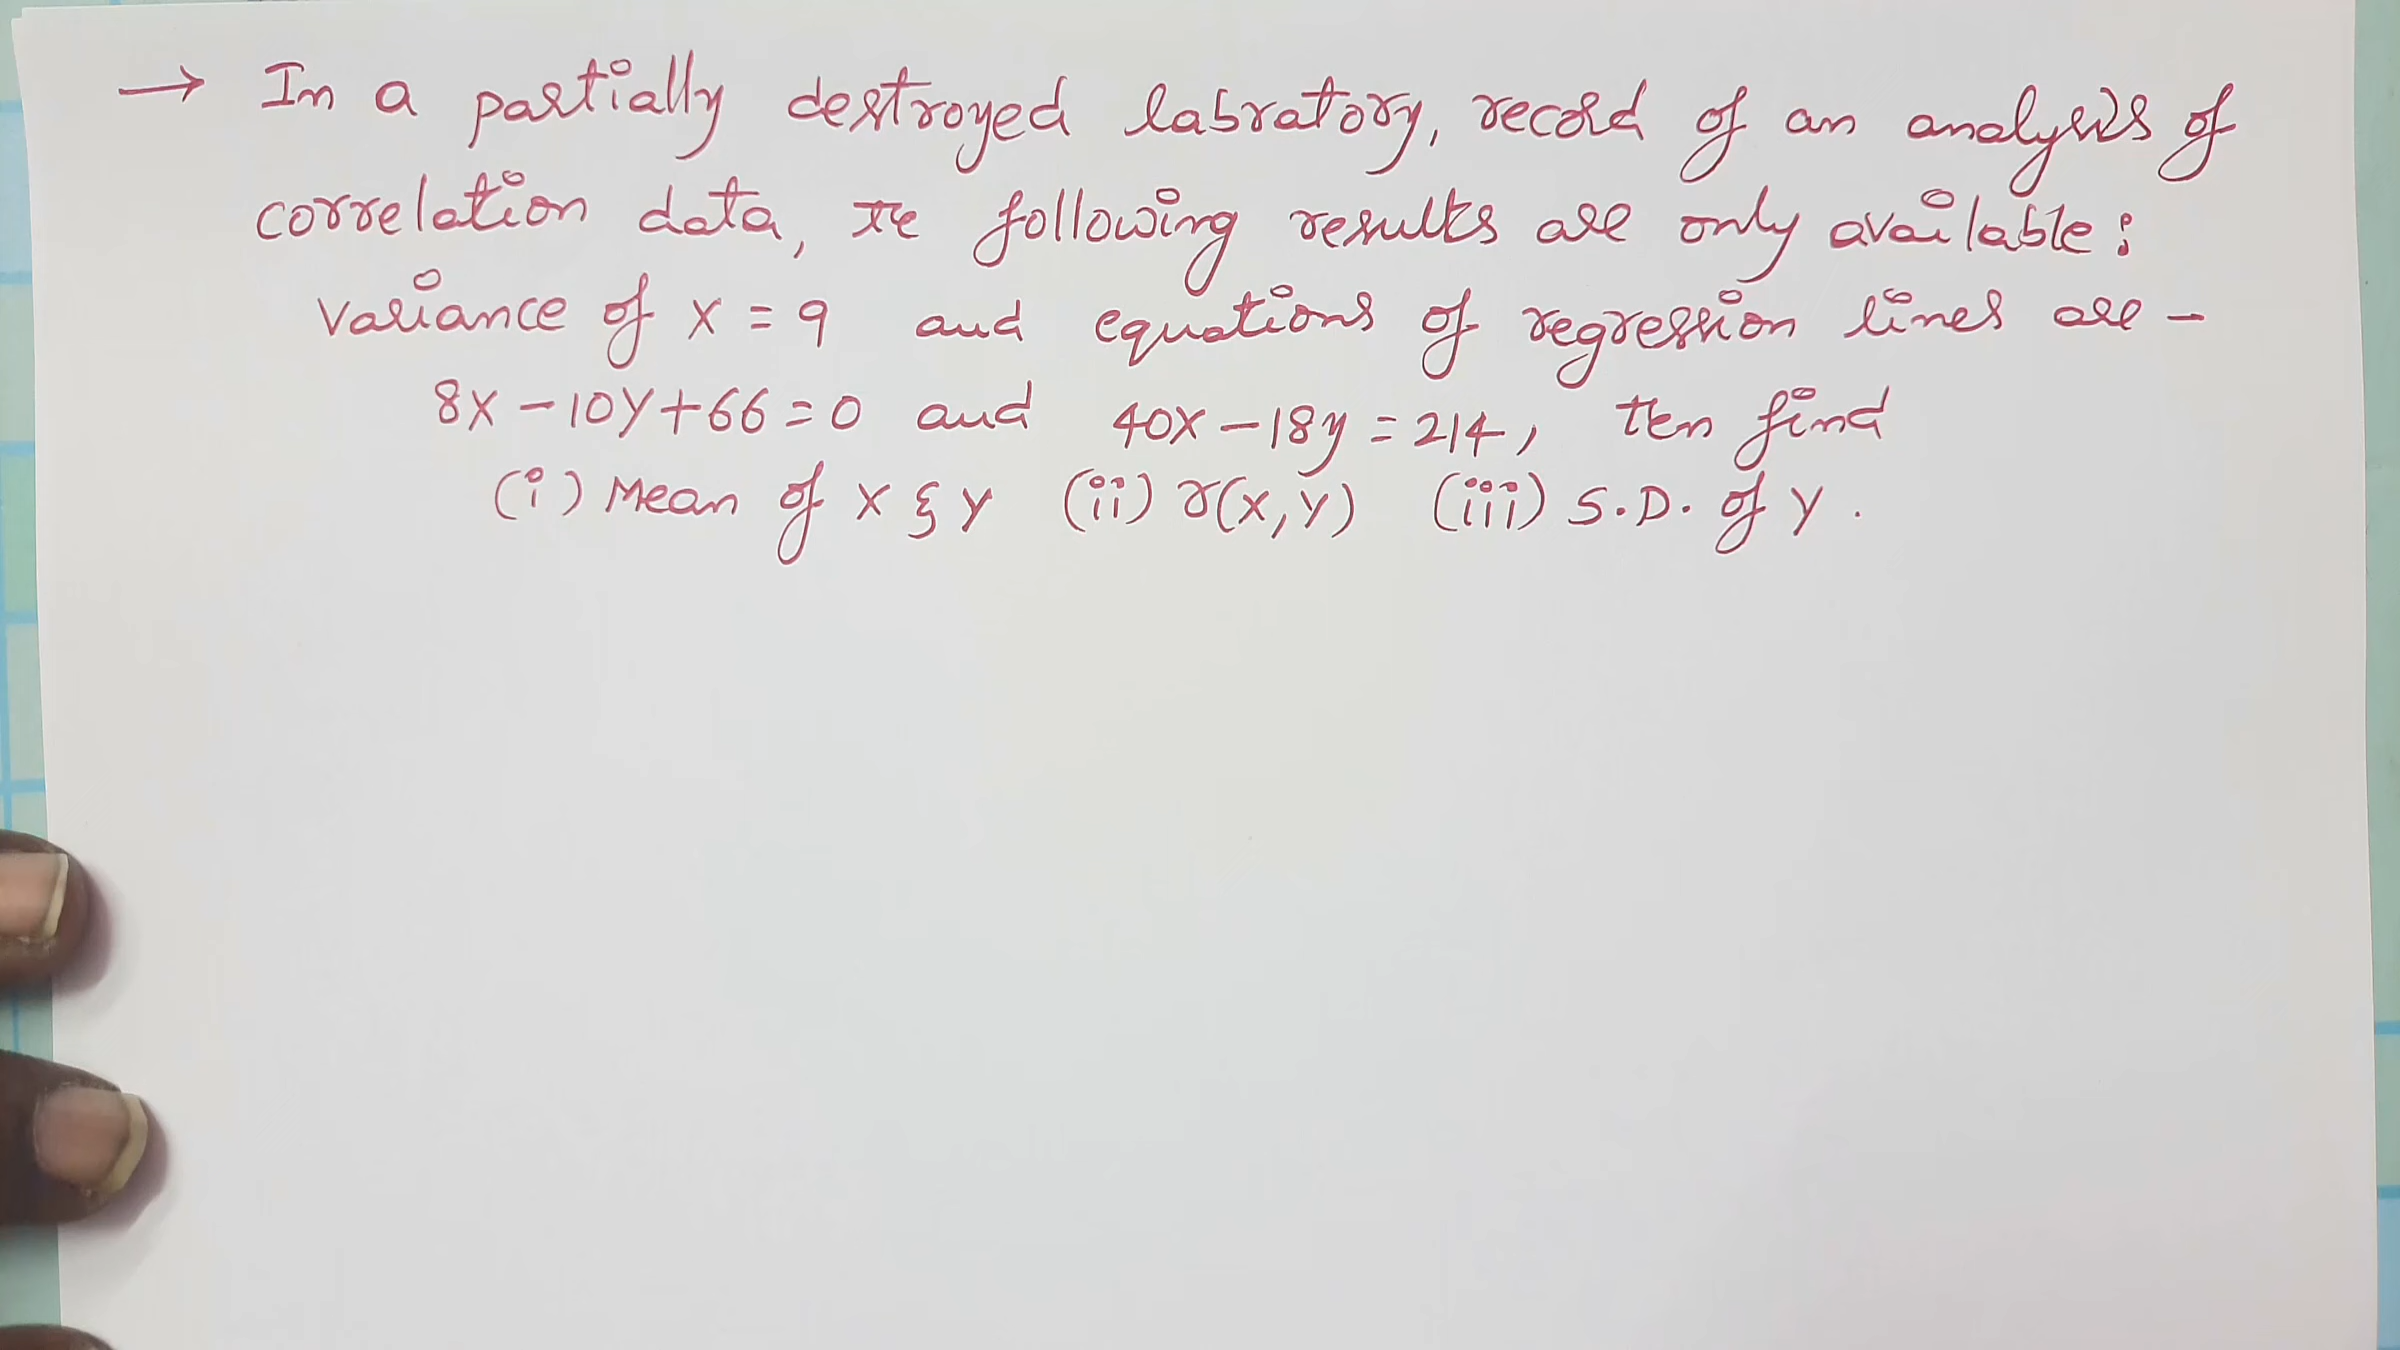 → In a partially destroyed labratory, record of an analysis of
correlation data, the following results are only available:
Variance of X = 9 and equations of regression lines are -
8X - 10Y + 66 = 0 and 40X - 18y = 214, then find
(i) Mean of X & Y (ii) r(X, Y) (iii) S.D. of Y.